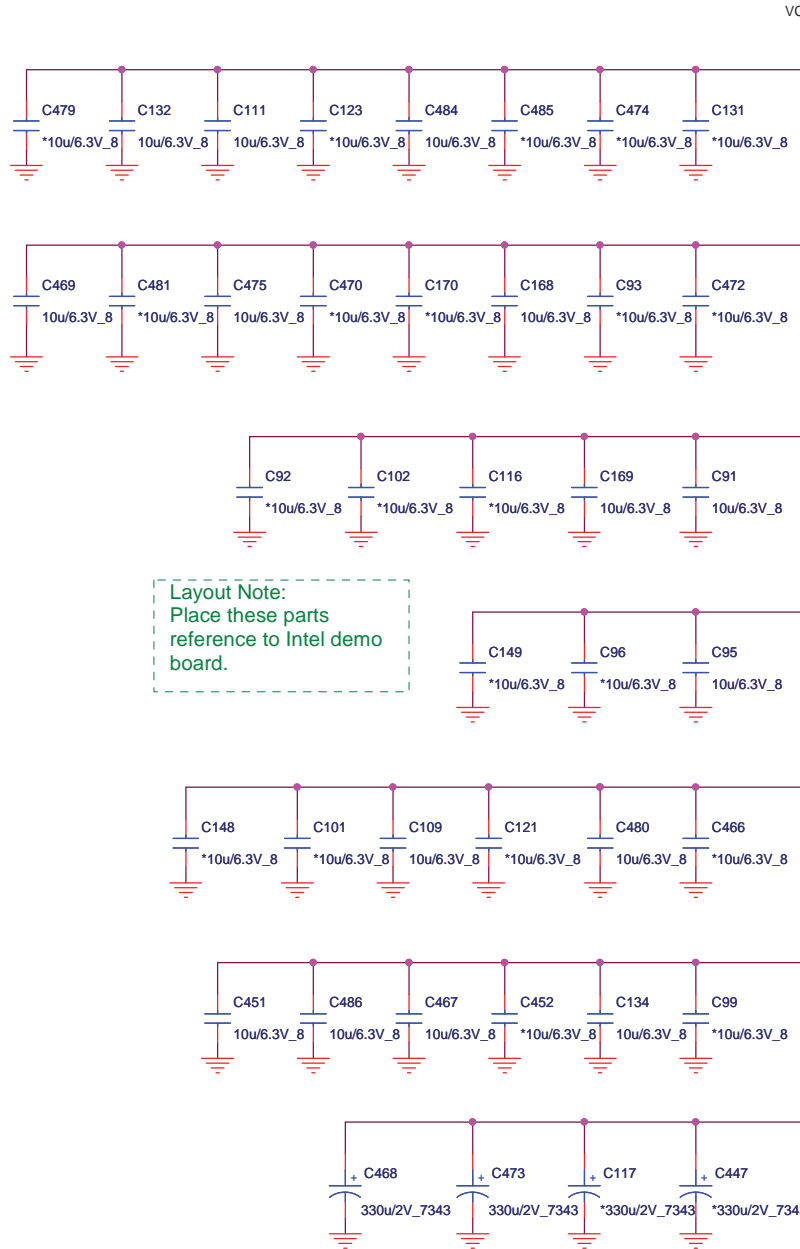 VC
C479 C132 C111 C123 C484 C485 C474 C131
*10u/6.3V_8 10u/6.3V_8 10u/6.3V_8 *10u/6.3V_8 10u/6.3V_8 *10u/6.3V_8 *10u/6.3V_8 *10u/6.3V_8
C469 C481 C475 C470 C170 C168 C93 C472
10u/6.3V_8 *10u/6.3V_8 10u/6.3V_8 *10u/6.3V_8 *10u/6.3V_8 10u/6.3V_8 *10u/6.3V_8 *10u/6.3V_8
C92 C102 C116 C169 C91
*10u/6.3V_8 *10u/6.3V_8 *10u/6.3V_8 10u/6.3V_8 10u/6.3V_8
Layout Note:
Place these parts
reference to Intel demo
board.
C149 C96 C95
*10u/6.3V_8 *10u/6.3V_8 10u/6.3V_8
C148 C101 C109 C121 C480 C466
*10u/6.3V_8 *10u/6.3V_8 10u/6.3V_8 *10u/6.3V_8 10u/6.3V_8 *10u/6.3V_8
C451 C486 C467 C452 C134 C99
10u/6.3V_8 10u/6.3V_8 10u/6.3V_8 *10u/6.3V_8 10u/6.3V_8 *10u/6.3V_8
+ C468 + C473 + C117 + C447
330u/2V_7343 330u/2V_7343 *330u/2V_7343 *330u/2V_734